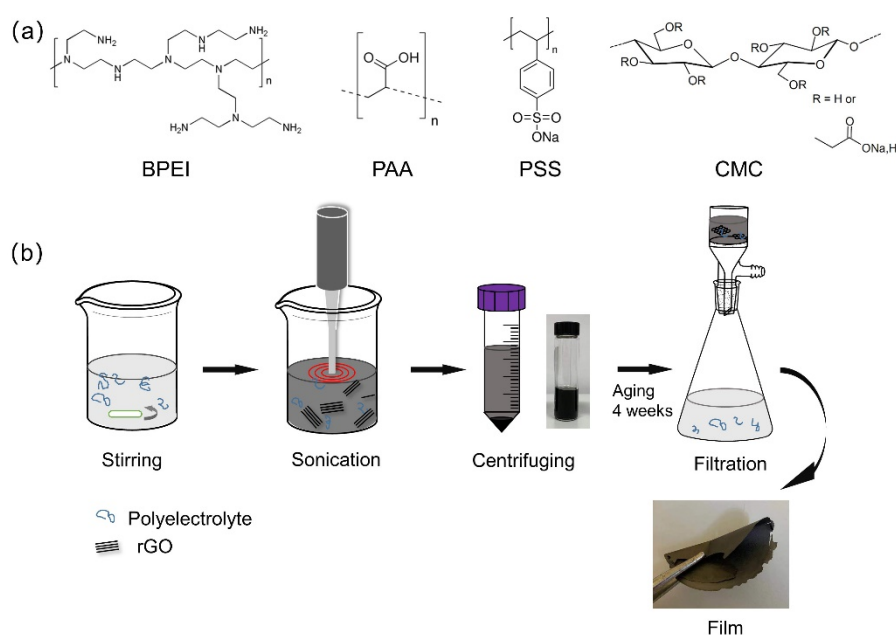 (a)
NH2
H
N
NH2
N
H
N
N
N
N
H
N
n
N
H2N
NH2
O
OH
n
n
O=S=O
ONa
RO
OR
RO
OR
O
O
O
RO
OR
OR
O
R = H or
O
ONa,H
BPEI
PAA
PSS
CMC
(b)
Aging
4 weeks
Stirring
Sonication
Centrifuging
Filtration
Polyelectrolyte
rGO
Film